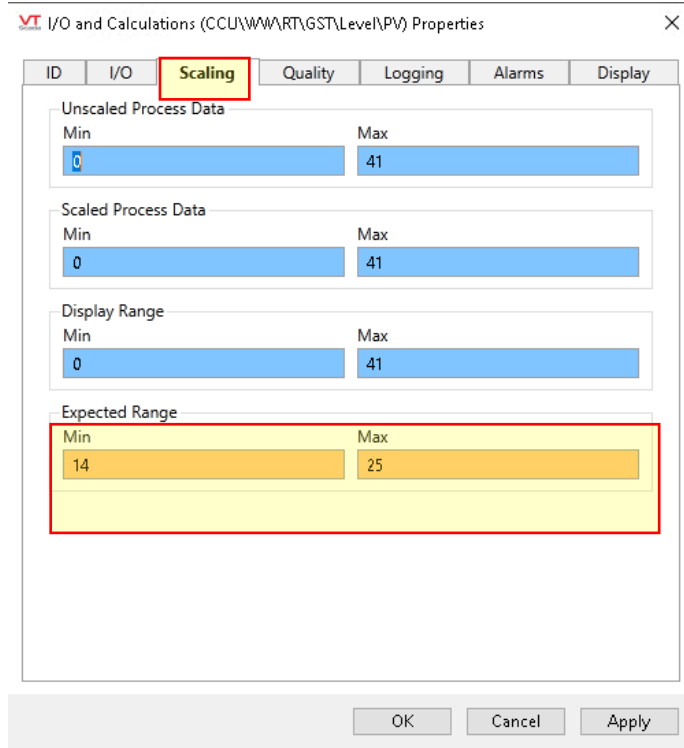 VTScada I/O and Calculations (CCU\WW\RT\GST\Level\PV) Properties
ID I/O Scaling Quality Logging Alarms Display
Unscaled Process Data
Min Max
0 41
Scaled Process Data
Min Max
0 41
Display Range
Min Max
0 41
Expected Range
Min Max
14 25
OK Cancel Apply